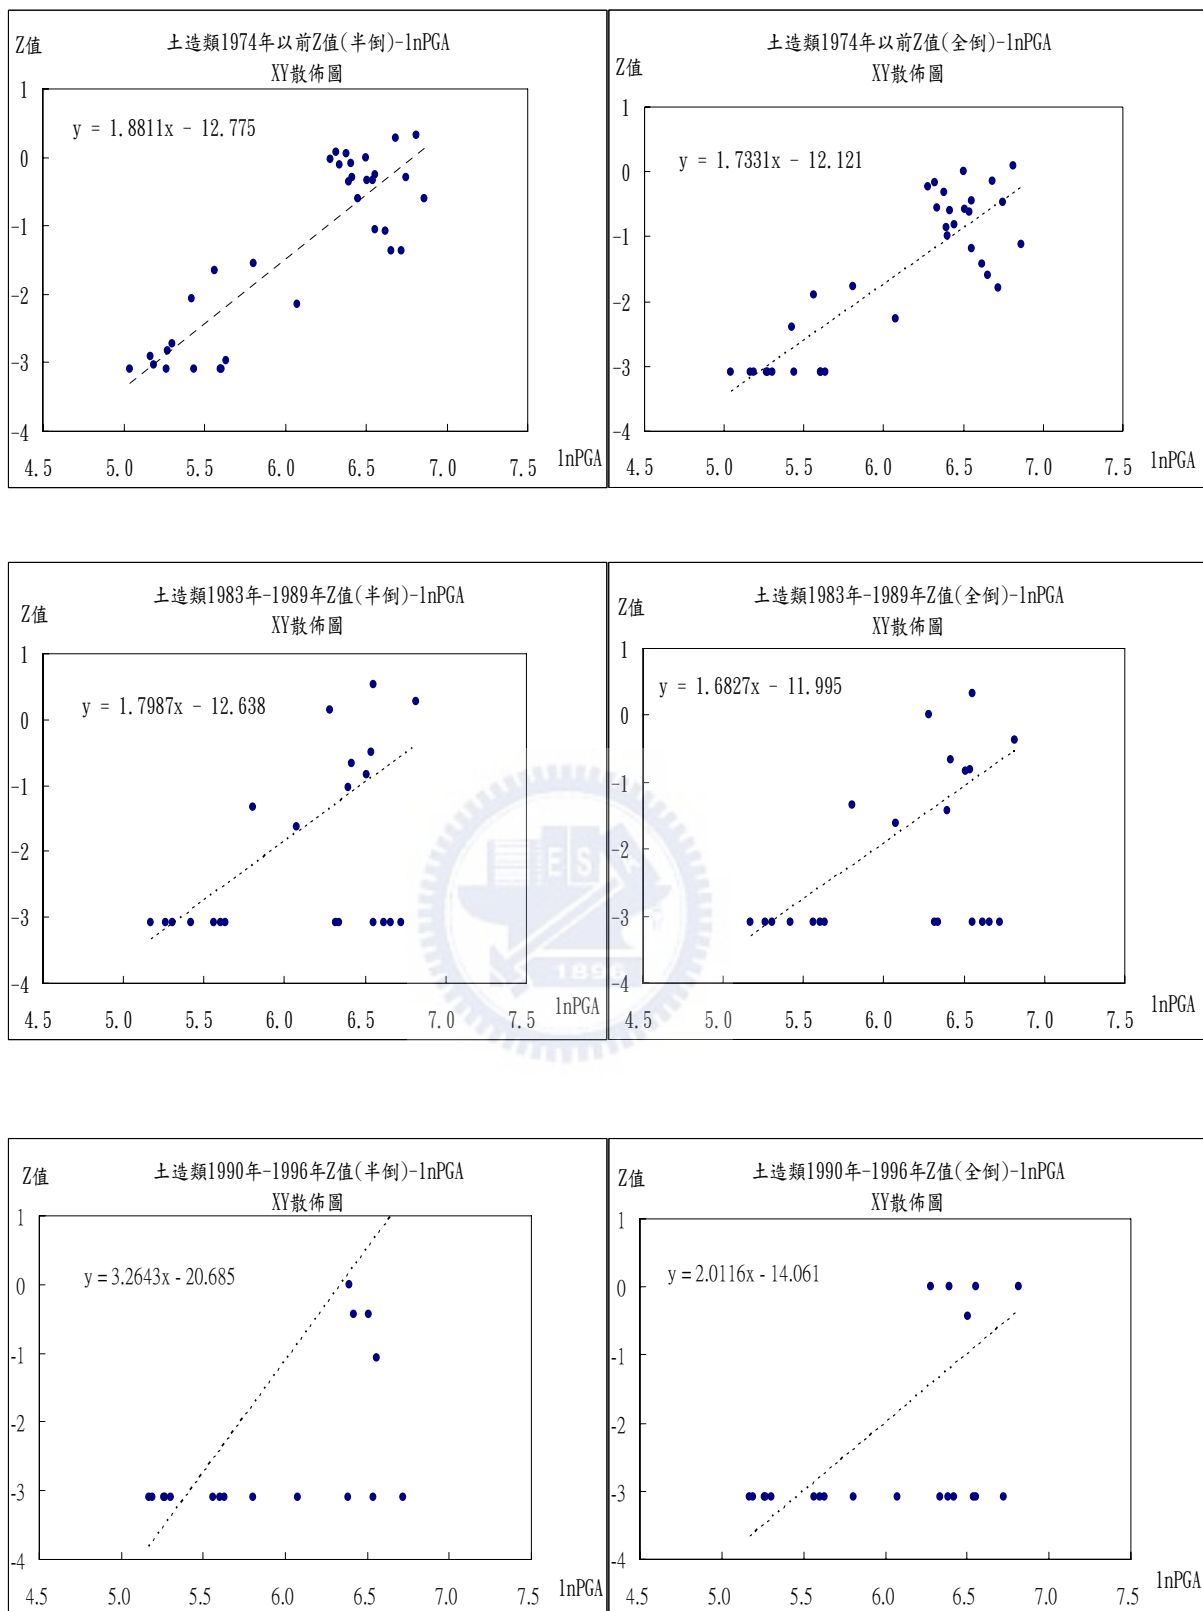 Z值
土造類1974年以前Z值(半倒)-lnPGA
XY散佈圖
y = 1.8811x - 12.775
1
0
-1
-2
-3
-4
4.5 5.0 5.5 6.0 6.5 7.0 7.5 lnPGA
Z值
土造類1974年以前Z值(全倒)-lnPGA
XY散佈圖
y = 1.7331x - 12.121
1
0
-1
-2
-3
-4
4.5 5.0 5.5 6.0 6.5 7.0 7.5 lnPGA
Z值
土造類1983年-1989年Z值(半倒)-lnPGA
XY散佈圖
y = 1.7987x - 12.638
1
0
-1
-2
-3
-4
4.5 5.0 5.5 6.0 6.5 7.0 7.5 lnPGA
Z值
土造類1983年-1989年Z值(全倒)-lnPGA
XY散佈圖
y = 1.6827x - 11.995
1
0
-1
-2
-3
-4
4.5 5.0 5.5 6.0 6.5 7.0 7.5 lnPGA
ES
1896
Z值
土造類1990年-1996年Z值(半倒)-lnPGA
XY散佈圖
y = 3.2643x - 20.685
1
0
-1
-2
-3
-4
4.5 5.0 5.5 6.0 6.5 7.0 7.5 lnPGA
Z值
土造類1990年-1996年Z值(全倒)-lnPGA
XY散佈圖
y = 2.0116x - 14.061
1
0
-1
-2
-3
-4
4.5 5.0 5.5 6.0 6.5 7.0 7.5 lnPGA